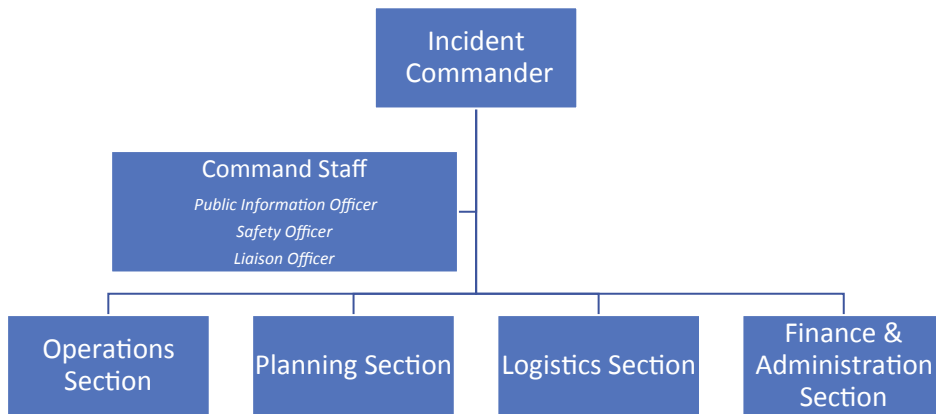 Incident
Commander
Command Staff
Public Information Officer
Safety Officer
Liaison Officer
Operations
Section
Planning Section
Logistics Section
Finance &
Administration
Section